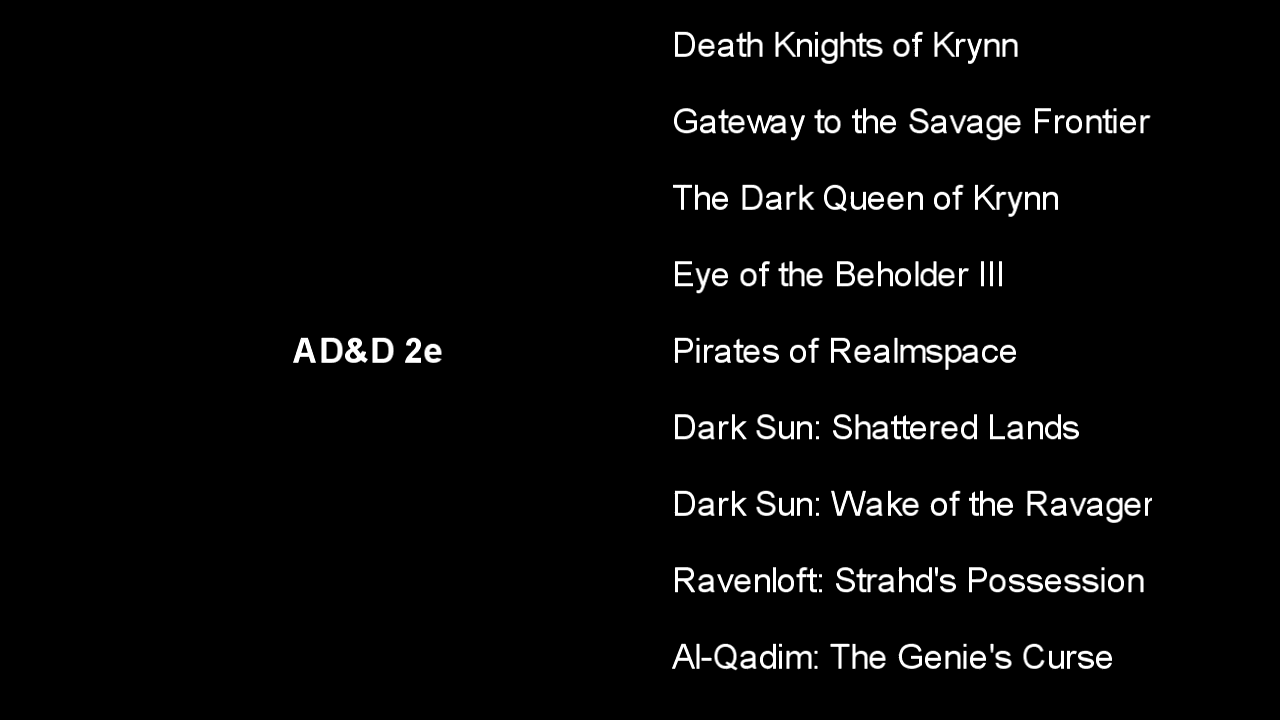 Death Knights of Krynn
Gateway to the Savage Frontier
The Dark Queen of Krynn
Eye of the Beholder III
AD&D 2e
Pirates of Realmspace
Dark Sun: Shattered Lands
Dark Sun: Wake of the Ravager
Ravenloft: Strahd's Possession
Al-Qadim: The Genie's Curse